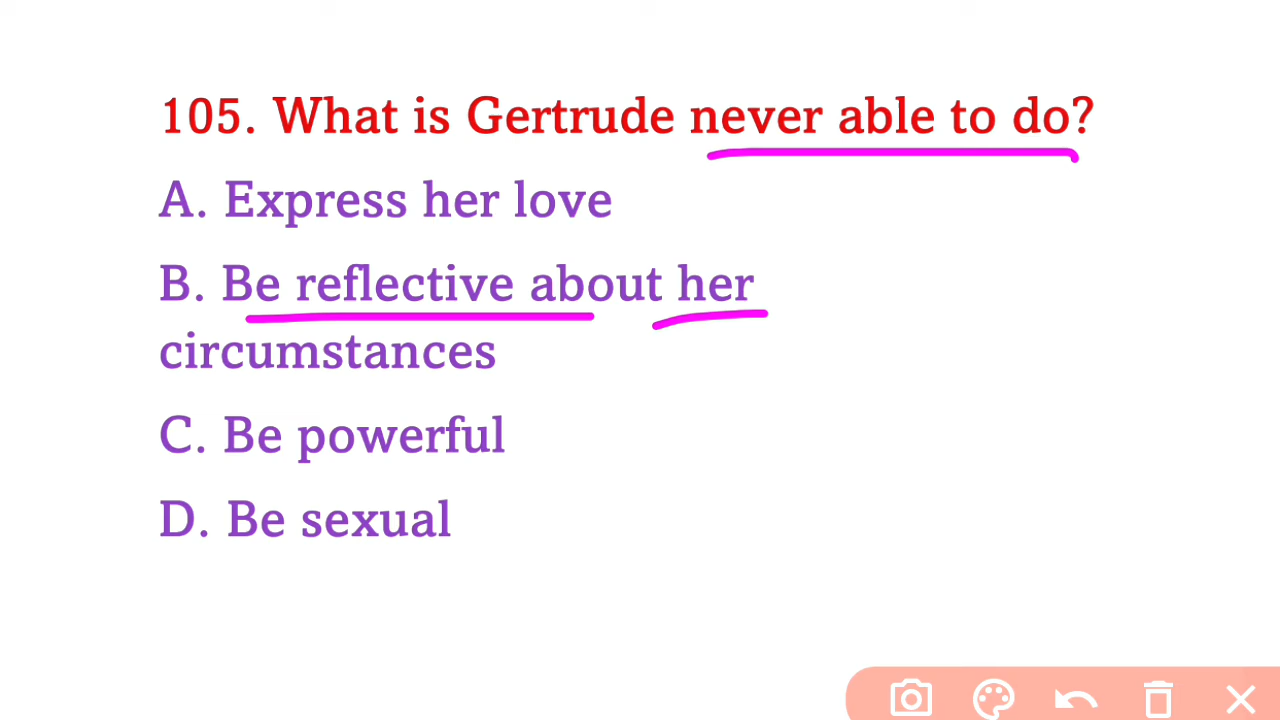 105. What is Gertrude never able to do?
A. Express her love
B. Be reflective about her
circumstances
C. Be powerful
D. Be sexual